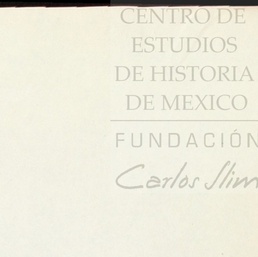 CENTRO DE
ESTUDIOS
DE HISTORIA
DE MEXICO
FUNDACIÓN
Carlos Slim